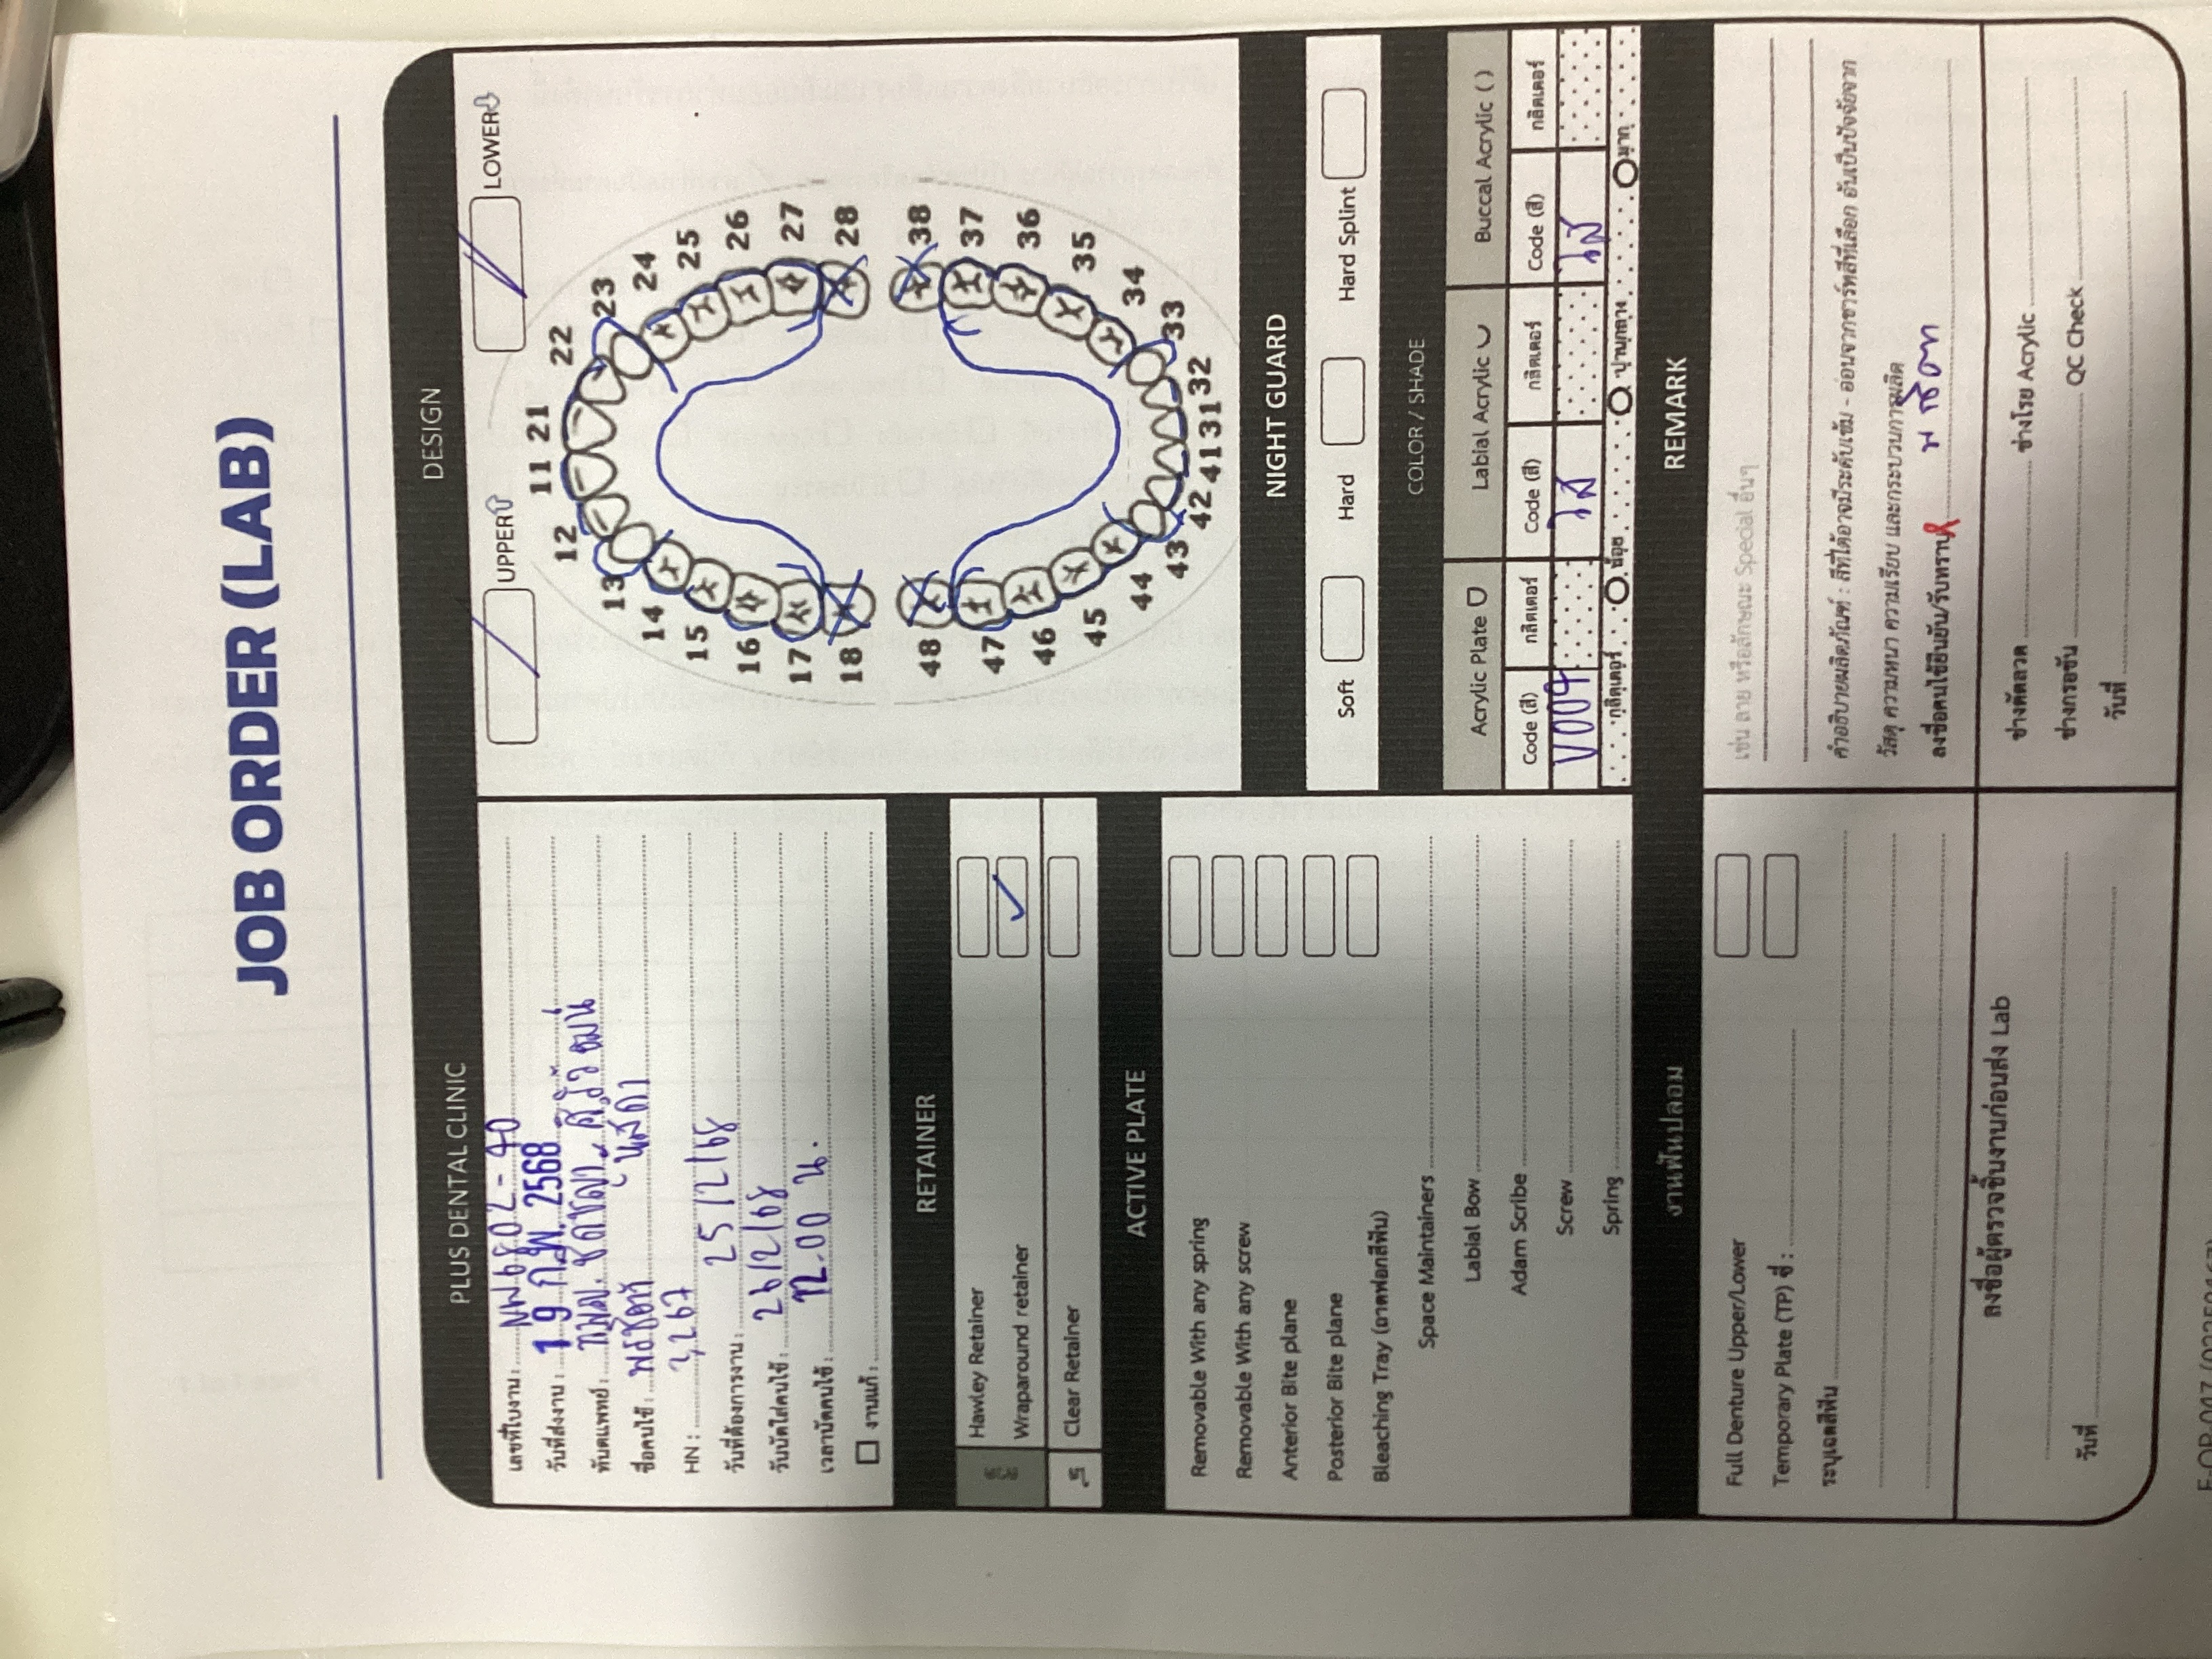 JOB ORDER (LAB)
PLUS DENTAL CLINIC
เลขที่ใบงาน : NW6802-40
วันที่ส่งงาน : 19 ก.พ. 2568
ทันตแพทย์ : ทพญ. ชิดชญา ศิริวัฒน์
ชื่อคนไข้ : พรธิดา
HN : 3,267
วันที่ต้องการงาน : 25/2/68
วันนัดใส่คนไข้ : 26/2/68
เวลานัดคนไข้ : 12.00 น.
งานแก้ :
RETAINER
ลวด
Hawley Retainer
Wraparound retainer
ใส
Clear Retainer
ACTIVE PLATE
Removable With any spring
Removable With any screw
Anterior Bite plane
Posterior Bite plane
Bleaching Tray (ถาดฟอกสีฟัน)
Space Maintainers
Labial Bow
Adam Scribe
Screw
Spring
งานฟันปลอม
Full Denture Upper/Lower
Temporary Plate (TP) ซี่ :
ระบุเฉดสีฟัน
ลงชื่อผู้ตรวจชิ้นงานก่อนส่ง Lab
วันที่
DESIGN
UPPER
LOWER
11 21
12 22
13 23
14 24
15 25
16 26
17 27
18 28
48 38
47 37
46 36
45 35
44 34
43 33
42 41 31 32
NIGHT GUARD
Soft Hard Hard Splint
COLOR / SHADE
Acrylic Plate Labial Acrylic Buccal Acrylic ( )
Code (สี) กลิตเตอร์ Code (สี) กลิตเตอร์ Code (สี) กลิตเตอร์
V009 ใส ใส
กลิตเตอร์ น้อย ปานกลาง มาก
REMARK
เช่น ลาย หรือลักษณะ Special อื่นๆ
คำอธิบายผลิตภัณฑ์ : สีที่ได้อาจมีระดับเข้ม - อ่อนจากชาร์ทสีที่เลือก อันเป็นปัจจัยจาก
วัสดุ ความหนา ความเรียบ และกระบวนการผลิต
ลงชื่อคนไข้ยืนยัน/รับทราบ พรธิดา
ช่างดัดลวด ช่างโรย Acrylic
ช่างกรอขัน QC Check
วันที่